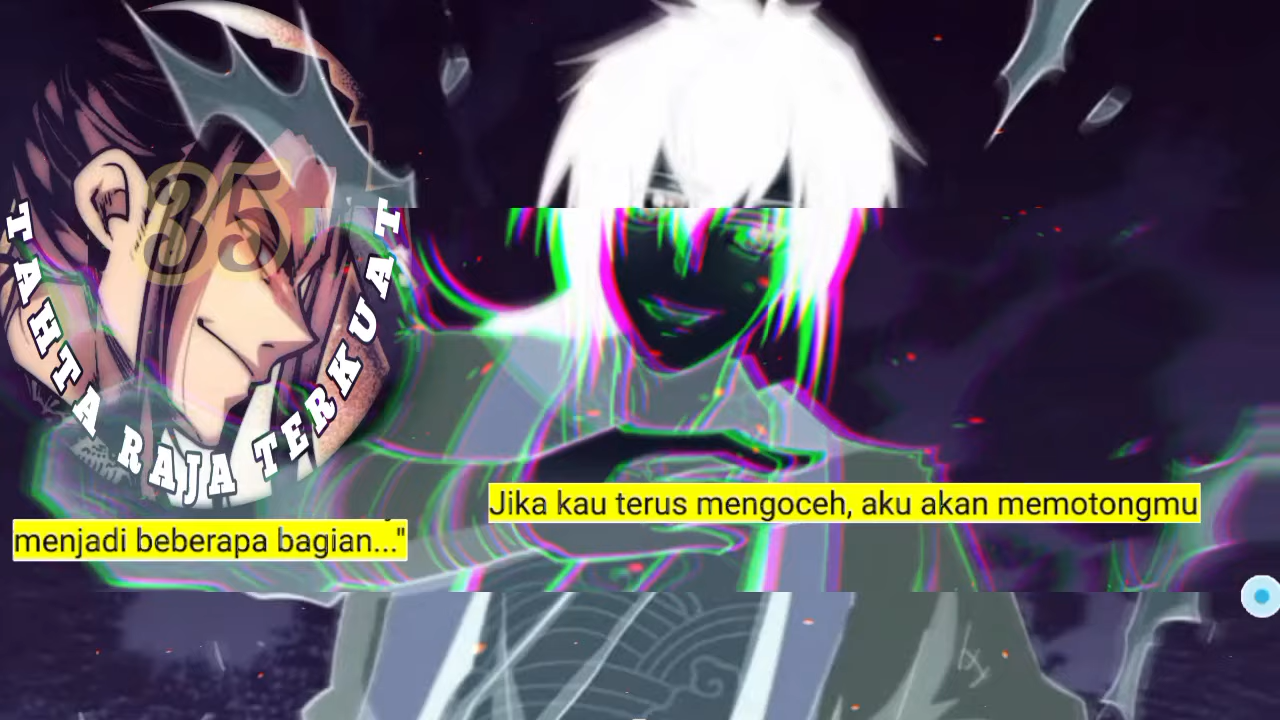 35
TAHTA RAJA TERKUAT
Jika kau terus mengoceh, aku akan memotongmu
menjadi beberapa bagian..."